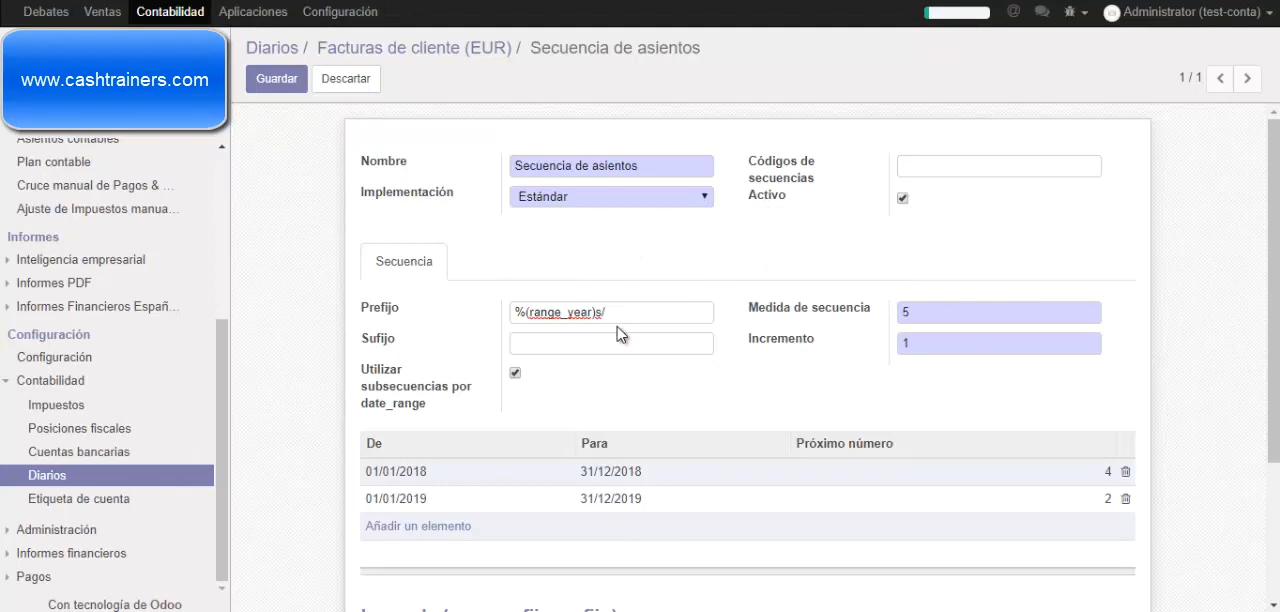 Debates Ventas Contabilidad Aplicaciones Configuración @ Administrator (test-conta)
www.cashtrainers.com
Diarios / Facturas de cliente (EUR) / Secuencia de asientos
Guardar Descartar 1 / 1
Asientos contables
Plan contable
Cruce manual de Pagos & ...
Ajuste de Impuestos manua...
Informes
Inteligencia empresarial
Informes PDF
Informes Financieros Españ...
Configuración
Configuración
Contabilidad
Impuestos
Posiciones fiscales
Cuentas bancarias
Diarios
Etiqueta de cuenta
Administración
Informes financieros
Pagos
Con tecnología de Odoo
Nombre Secuencia de asientos
Implementación Estándar
Códigos de
secuencias
Activo
Secuencia
Prefijo %(range_year)s/
Sufijo
Utilizar
subsecuencias por
date_range
Medida de secuencia 5
Incremento 1
De Para Próximo número
01/01/2018 31/12/2018 4
01/01/2019 31/12/2019 2
Añadir un elemento